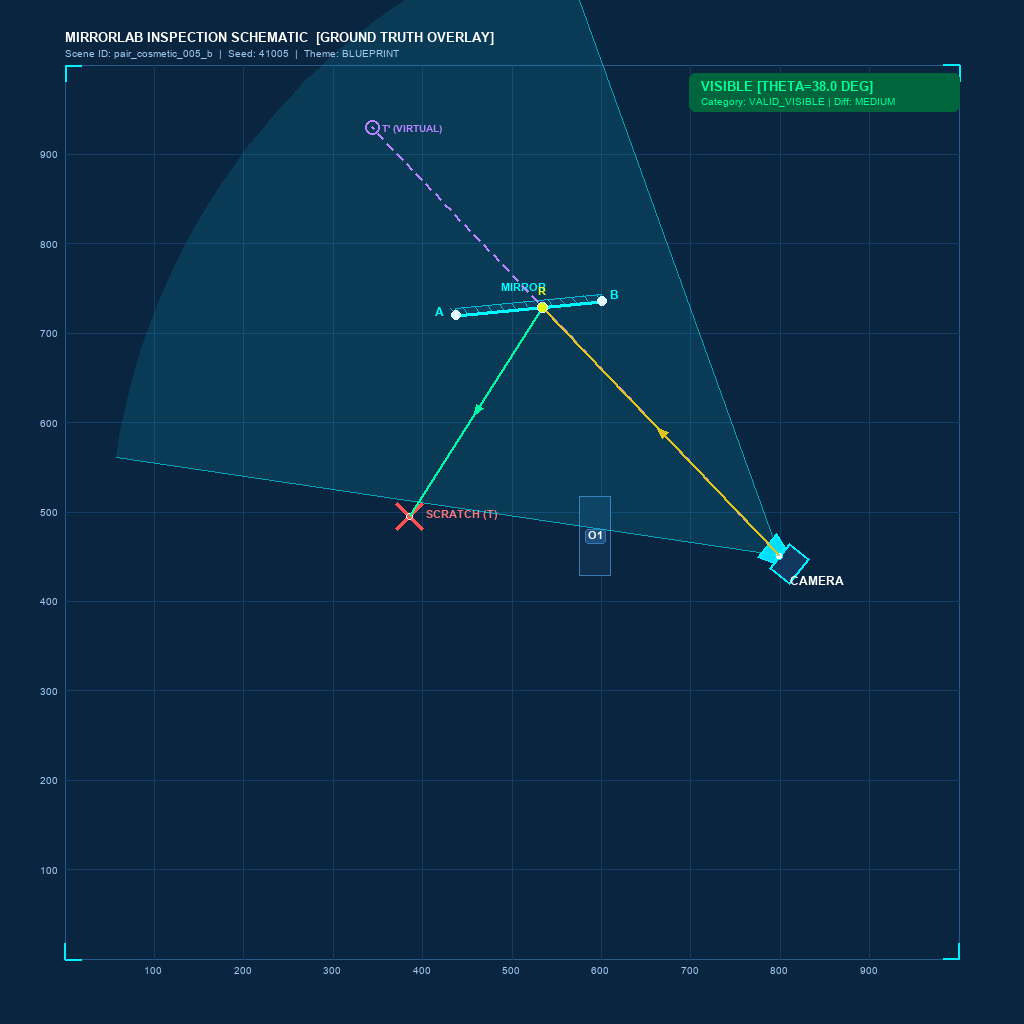 MIRRORLAB INSPECTION SCHEMATIC  [GROUND TRUTH OVERLAY]
Scene ID: pair_cosmetic_005_b  |  Seed: 41005  |  Theme: BLUEPRINT
VISIBLE [THETA=38.0 DEG]
Category: VALID_VISIBLE | Diff: MEDIUM
T' (VIRTUAL)
900
800
MIRROR
R
B
A
700
600
SCRATCH (T)
500
O1
CAMERA
400
300
200
100
100 200 300 400 500 600 700 800 900